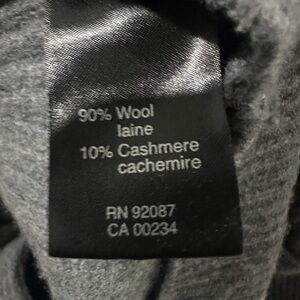 90% Wool
laine
10% Cashmere
cachemire
RN 92087
CA 00234